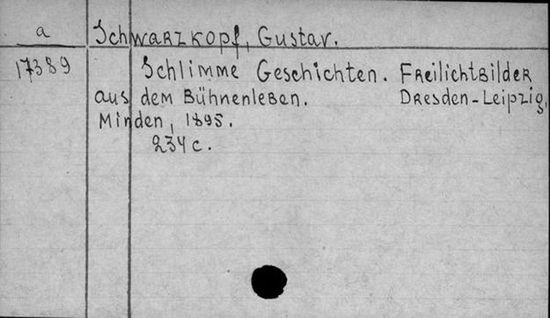 a Schwarzkopf, Gustav.
17389 Schlimme Geschichten. Freilichtbilder
aus dem Bühnenleben. Dresden-Leipzig,
Minden, 1895.
234 c.